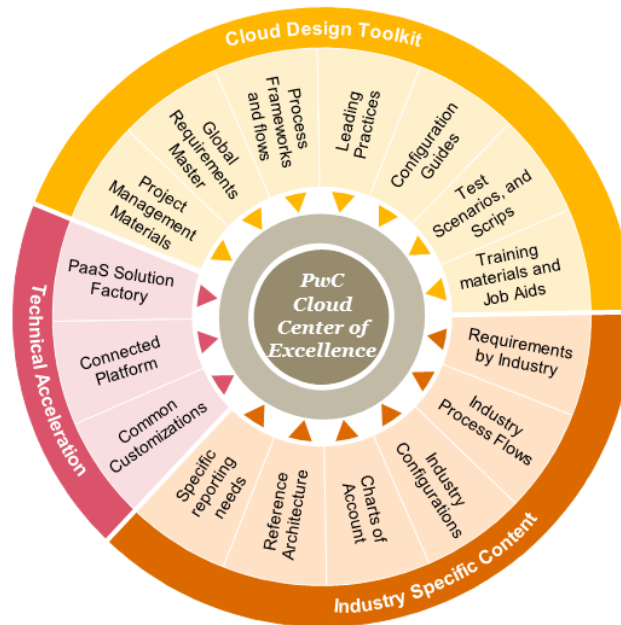 Cloud Design Toolkit
Project
Management
Materials
Global
Requirements
Master
Process
Frameworks
and flows
Leading
Practices
Configuration
Guides
Test
Scenarios, and
Scrips
Training
materials and
Job Aids
Technical Acceleration
PaaS Solution
Factory
Connected
Platform
Common
Customizations
PwC
Cloud
Center of
Excellence
Requirements
by Industry
Industry
Process Flows
Industry
Configurations
Charts of
Account
Reference
Architecture
Specific
reporting
needs
Industry Specific Content